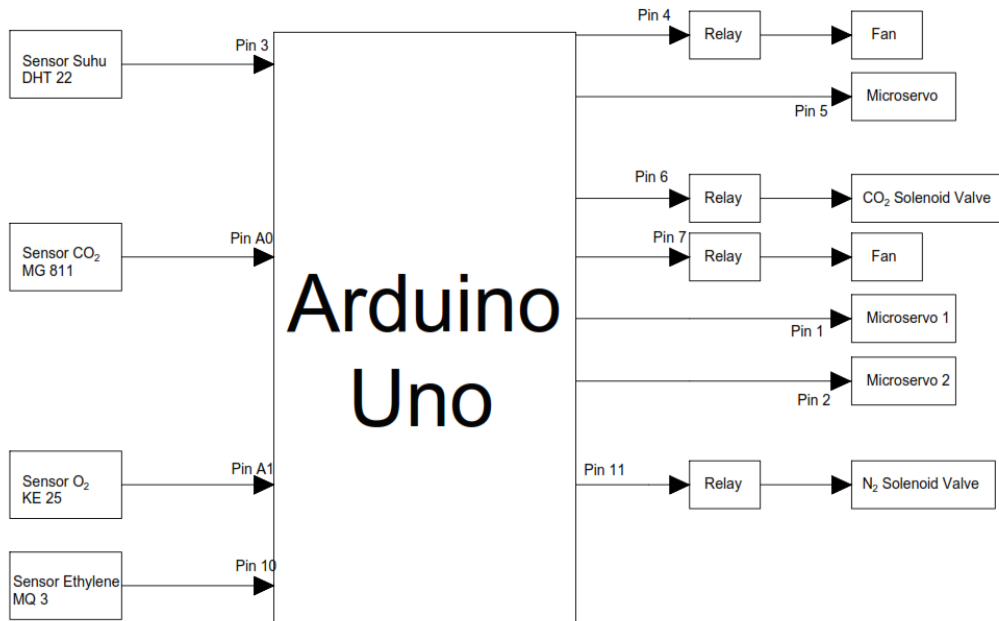 Pin 3
Sensor Suhu
DHT 22
Pin A0
Sensor CO₂
MG 811
Pin A1
Sensor O₂
KE 25
Pin 10
Sensor Ethylene
MQ 3
Arduino
Uno
Pin 4
Relay
Fan
Microservo
Pin 5
Pin 6
Relay
CO₂ Solenoid Valve
Pin 7
Relay
Fan
Microservo 1
Pin 1
Microservo 2
Pin 2
Pin 11
Relay
N₂ Solenoid Valve